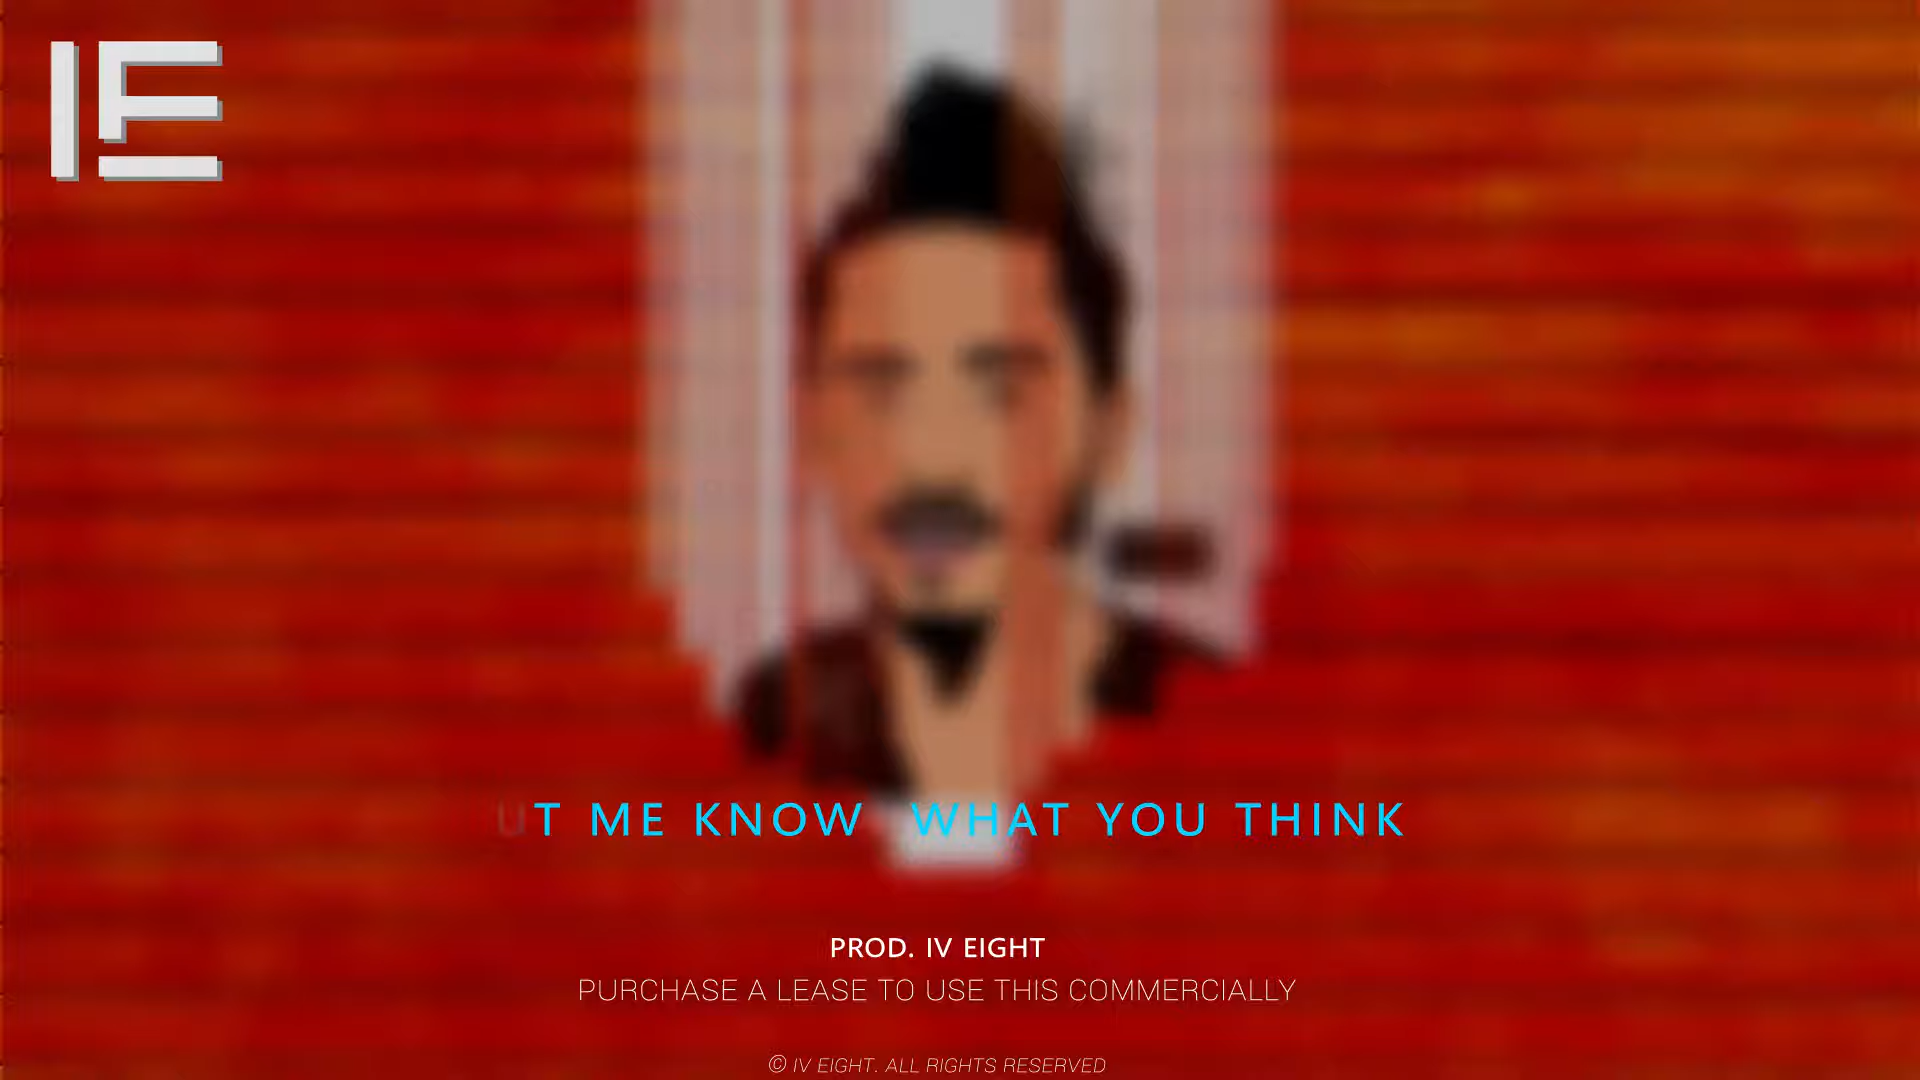 IE
UT ME KNOW WHAT YOU THINK
PROD. IV EIGHT
PURCHASE A LEASE TO USE THIS COMMERCIALLY
© IV EIGHT. ALL RIGHTS RESERVED